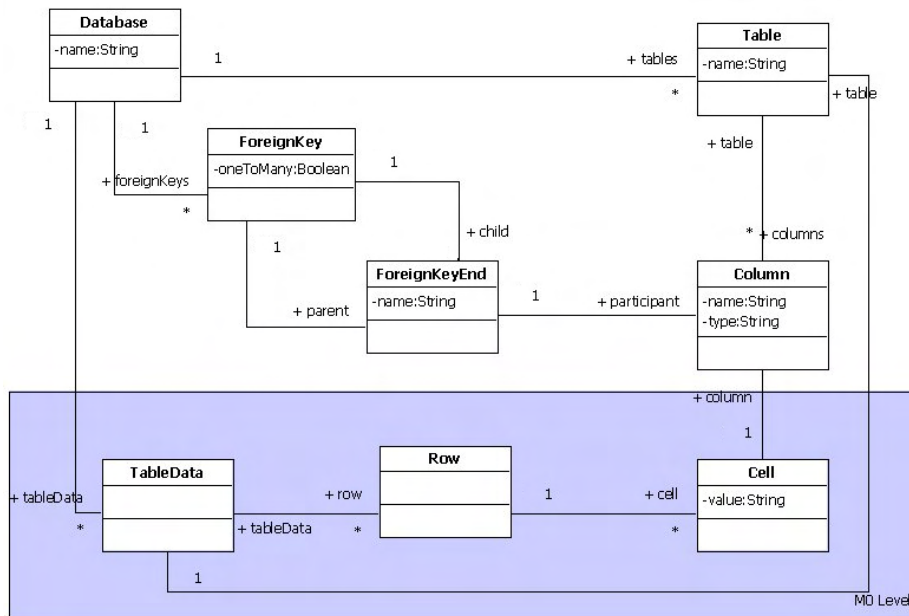 Database
-name:String
Table
-name:String
1
+ tables
*
+ table
1
1
+ foreignKeys
*
ForeignKey
-oneToMany:Boolean
1
+ table
1
+ child
* + columns
ForeignKeyEnd
-name:String
+ parent
1
+ participant
Column
-name:String
-type:String
+ column
1
TableData
+ tableData
*
+ row
+ tableData
*
Row
1
+ cell
*
Cell
-value:String
1
M0 Level